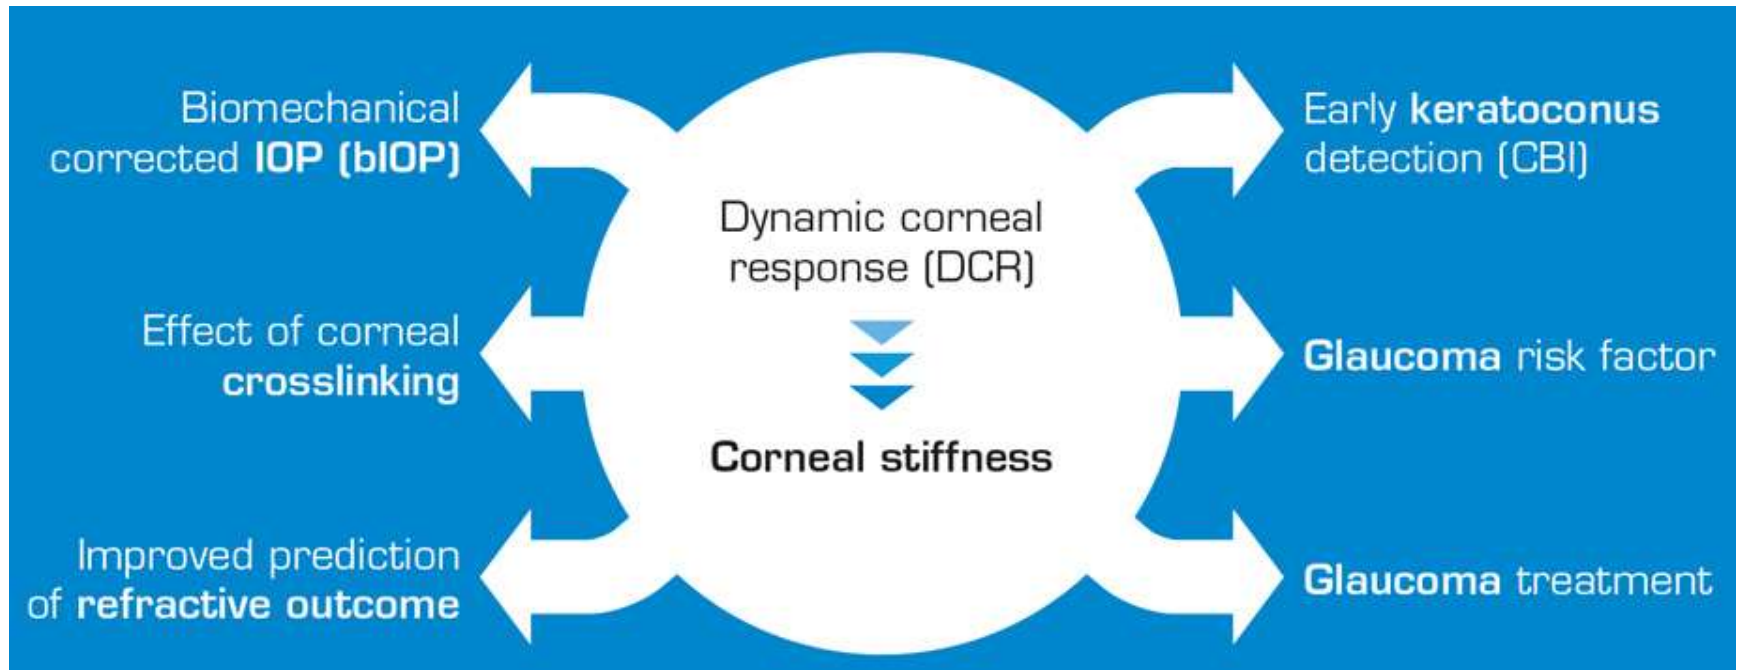 Biomechanical
corrected IOP (bIOP)
Effect of corneal
crosslinking
Improved prediction
of refractive outcome
Dynamic corneal
response (DCR)
Corneal stiffness
Early keratoconus
detection (CBI)
Glaucoma risk factor
Glaucoma treatment